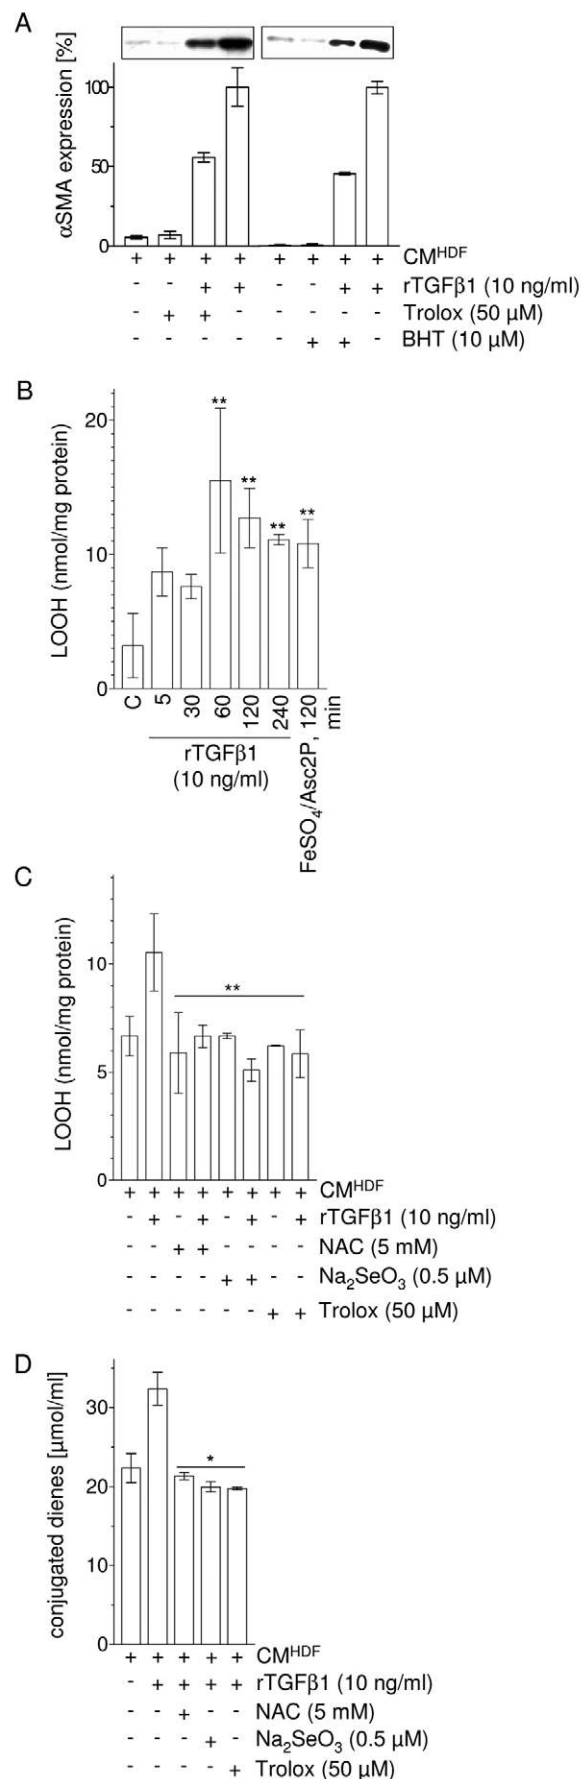 A
αSMA expression [%]
100
50
0
+ + + + + + + + CM^HDF
- - + + - - + + rTGFβ1 (10 ng/ml)
- + + - - - - - Trolox (50 µM)
- - - - - + + - BHT (10 µM)
B
LOOH (nmol/mg protein)
20
10
0
** ** ** **
C 5 30 60 120 240 FeSO₄/Asc2P, 120 min
rTGFβ1
(10 ng/ml)
C
LOOH (nmol/mg protein)
10
5
0
**
+ + + + + + + + CM^HDF
- + - + - + - + rTGFβ1 (10 ng/ml)
- - + + - - - - NAC (5 mM)
- - - - + + - - Na₂SeO₃ (0.5 µM)
- - - - - - + + Trolox (50 µM)
D
conjugated dienes [µmol/ml]
30
20
10
0
*
+ + + + + CM^HDF
- + + + + rTGFβ1 (10 ng/ml)
- - + - - NAC (5 mM)
- - - + - Na₂SeO₃ (0.5 µM)
- - - - + Trolox (50 µM)